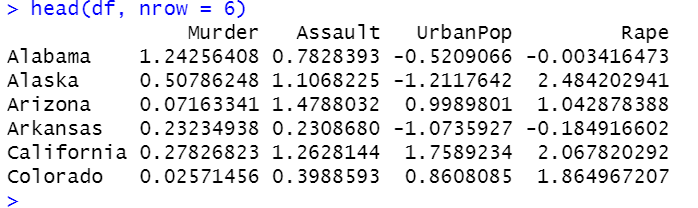 > head(df, nrow = 6)
Murder Assault UrbanPop Rape
Alabama 1.24256408 0.7828393 -0.5209066 -0.003416473
Alaska 0.50786248 1.1068225 -1.2117642 2.484202941
Arizona 0.07163341 1.4788032 0.9989801 1.042878388
Arkansas 0.23234938 0.2308680 -1.0735927 -0.184916602
California 0.27826823 1.2628144 1.7589234 2.067820292
Colorado 0.02571456 0.3988593 0.8608085 1.864967207
>